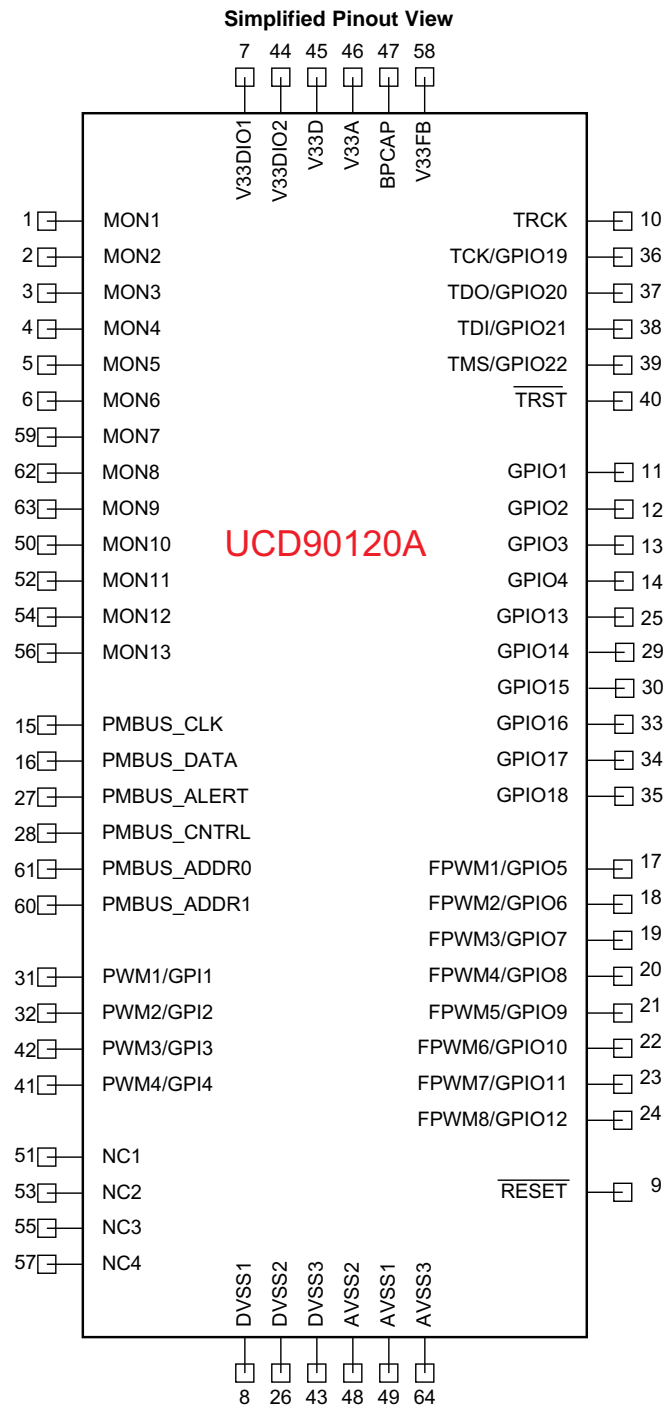 Simplified Pinout View
7 44 45 46 47 58
V33DIO1
V33DIO2
V33D
V33A
BPCAP
V33FB
1 MON1 TRCK 10
2 MON2 TCK/GPIO19 36
3 MON3 TDO/GPIO20 37
4 MON4 TDI/GPIO21 38
5 MON5 TMS/GPIO22 39
6 MON6 TRST 40
59 MON7
62 MON8 GPIO1 11
63 MON9 GPIO2 12
50 MON10 UCD90120A GPIO3 13
52 MON11 GPIO4 14
54 MON12 GPIO13 25
56 MON13 GPIO14 29
GPIO15 30
15 PMBUS_CLK GPIO16 33
16 PMBUS_DATA GPIO17 34
27 PMBUS_ALERT GPIO18 35
28 PMBUS_CNTRL
61 PMBUS_ADDR0 FPWM1/GPIO5 17
60 PMBUS_ADDR1 FPWM2/GPIO6 18
FPWM3/GPIO7 19
31 PWM1/GPI1 FPWM4/GPIO8 20
32 PWM2/GPI2 FPWM5/GPIO9 21
42 PWM3/GPI3 FPWM6/GPIO10 22
41 PWM4/GPI4 FPWM7/GPIO11 23
FPWM8/GPIO12 24
51 NC1
53 NC2 RESET 9
55 NC3
57 NC4
DVSS1
DVSS2
DVSS3
AVSS2
AVSS1
AVSS3
8 26 43 48 49 64